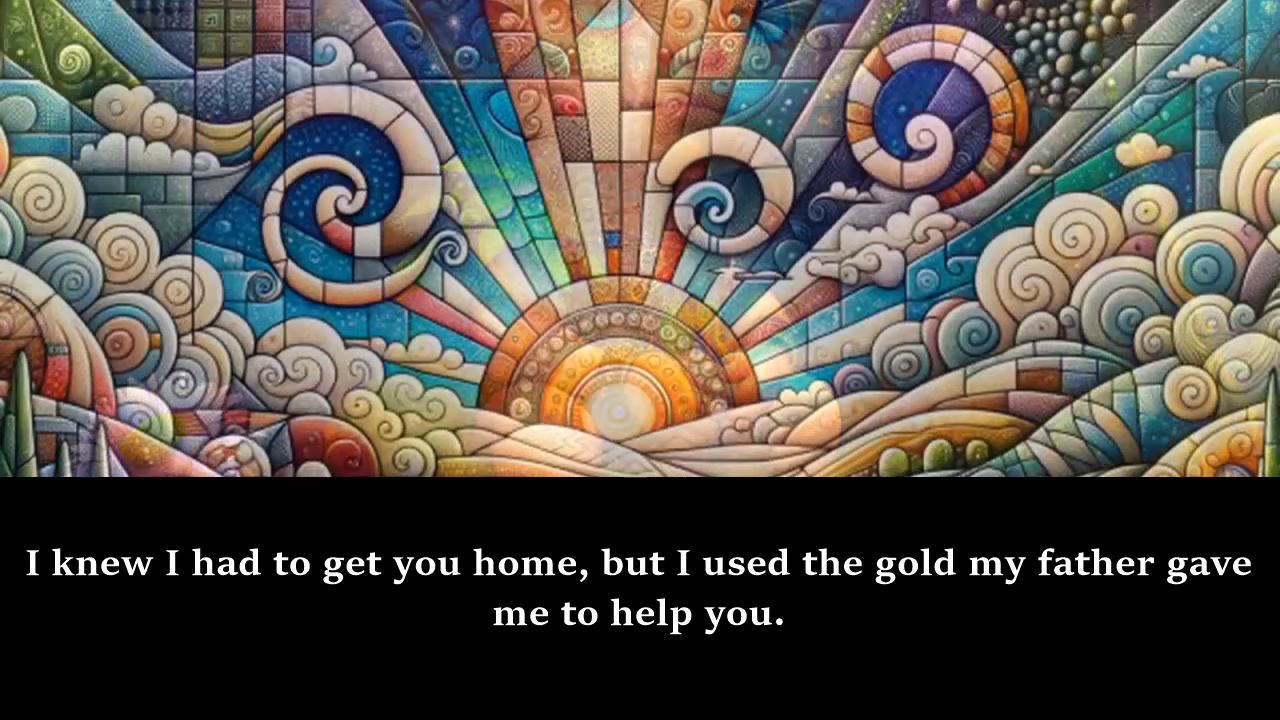 I knew I had to get you home, but I used the gold my father gave
me to help you.